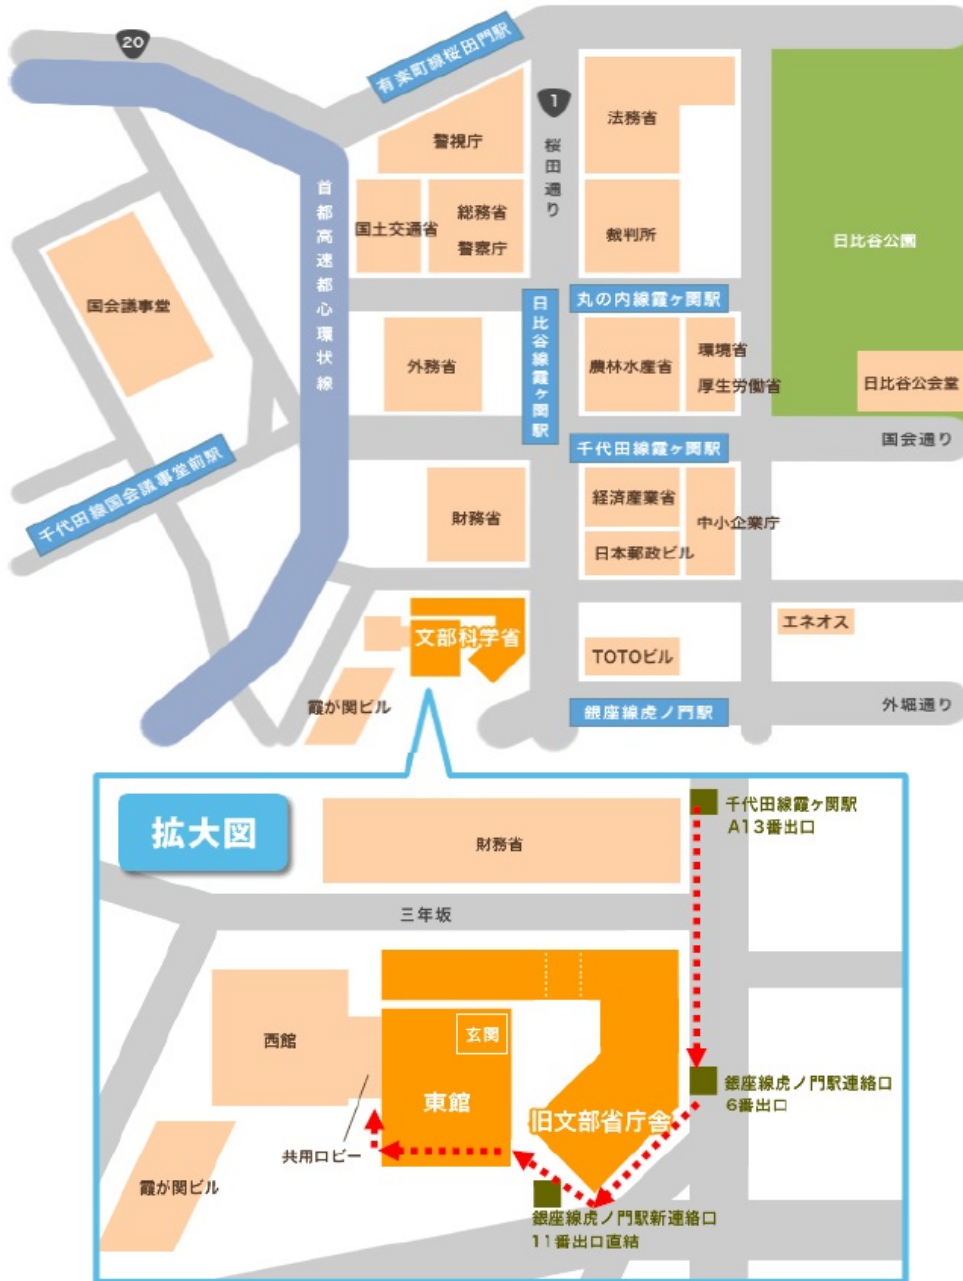 20
有楽町線桜田門駅
1
桜田通り
法務省
警視庁
首都高速都心環状線
国土交通省
総務省
警察庁
裁判所
日比谷公園
国会議事堂
丸の内線霞ヶ関駅
日比谷線霞ヶ関駅
外務省
農林水産省
環境省
厚生労働省
日比谷公会堂
国会通り
千代田線霞ヶ関駅
千代田線国会議事堂前駅
財務省
経済産業省
中小企業庁
日本郵政ビル
エネオス
文部科学省
TOTOビル
霞が関ビル
銀座線虎ノ門駅
外堀通り
拡大図
財務省
千代田線霞ヶ関駅
A13番出口
三年坂
玄関
西館
東館
銀座線虎ノ門駅連絡口
6番出口
旧文部省庁舎
共用ロビー
霞が関ビル
銀座線虎ノ門駅新連絡口
11番出口直結